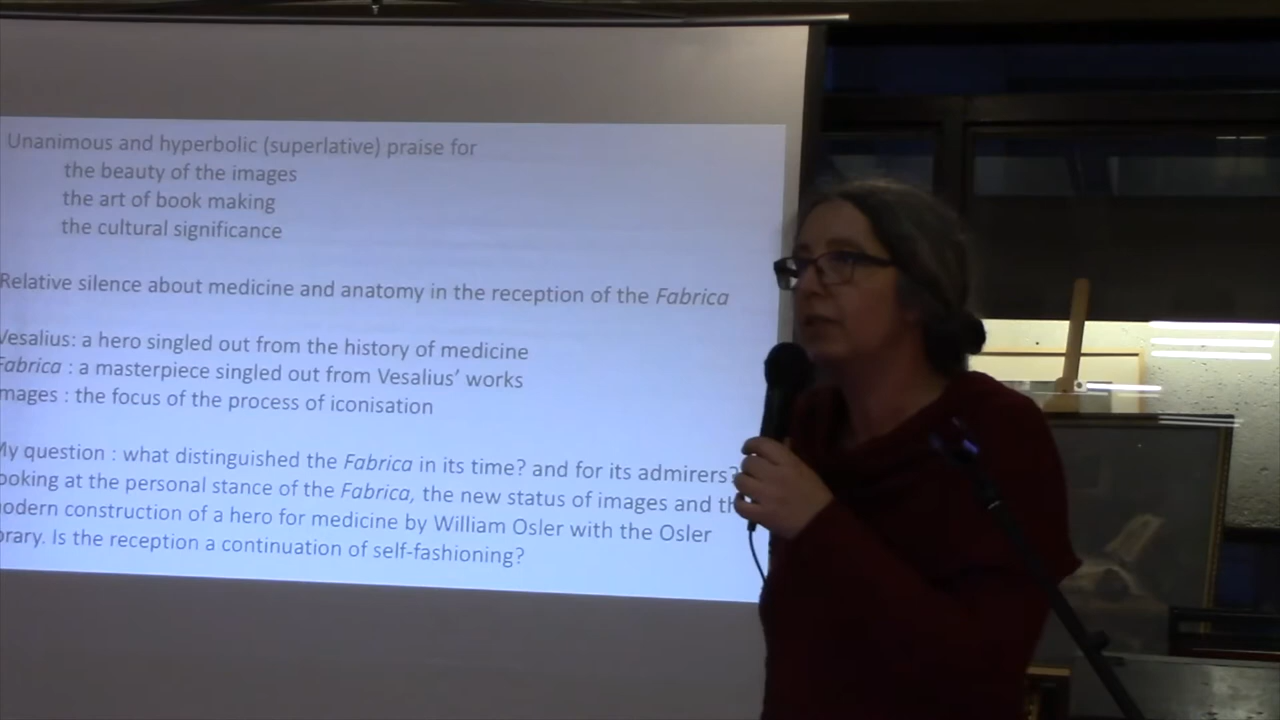 Unanimous and hyperbolic (superlative) praise for
the beauty of the images
the art of book making
the cultural significance
Relative silence about medicine and anatomy in the reception of the Fabrica
Vesalius: a hero singled out from the history of medicine
Fabrica : a masterpiece singled out from Vesalius' works
mages : the focus of the process of iconisation
My question : what distinguished the Fabrica in its time? and for its admirers?
ooking at the personal stance of the Fabrica, the new status of images and th
odern construction of a hero for medicine by William Osler with the Osler
brary. Is the reception a continuation of self-fashioning?